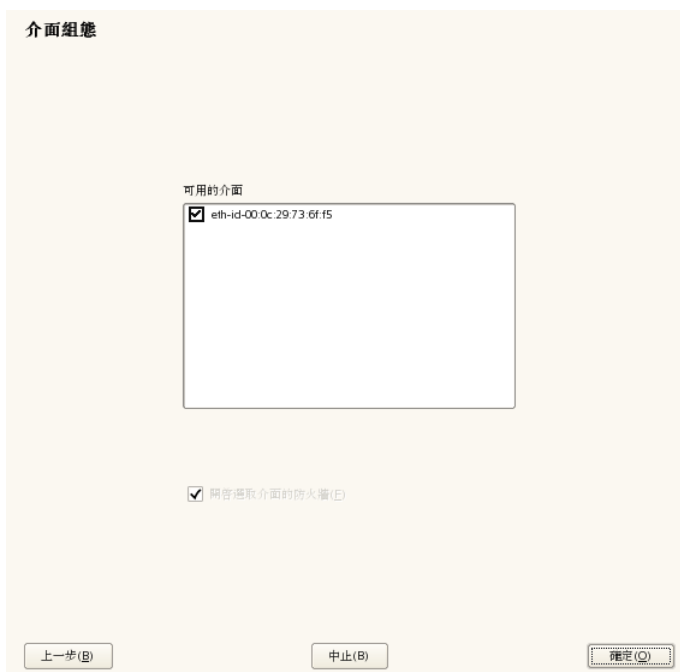 介面組態
可用的介面
eth-id-00:0c:29:73:6f:f5
開啓選取介面的防火牆(F)
上一步(B)
中止(B)
確定(O)